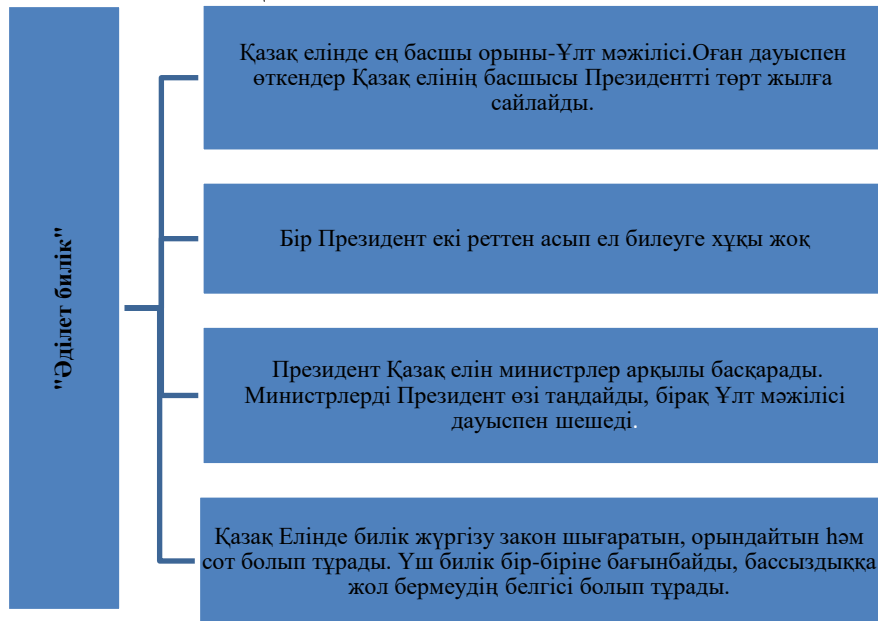 "Әділет билік"
Қазақ елінде ең басшы орыны-Ұлт мәжілісі.Оған дауыспен
өткендер Қазақ елінің басшысы Президентті төрт жылға
сайлайды.
Бір Президент екі реттен асып ел билеуге хұқы жоқ
Президент Қазақ елін министрлер арқылы басқарады.
Министрлерді Президент өзі таңдайды, бірақ Ұлт мәжілісі
дауыспен шешеді.
Қазақ Елінде билік жүргізу закон шығаратын, орындайтын һәм
сот болып тұрады. Үш билік бір-біріне бағынбайды, бассыздыққа
жол бермеудің белгісі болып тұрады.